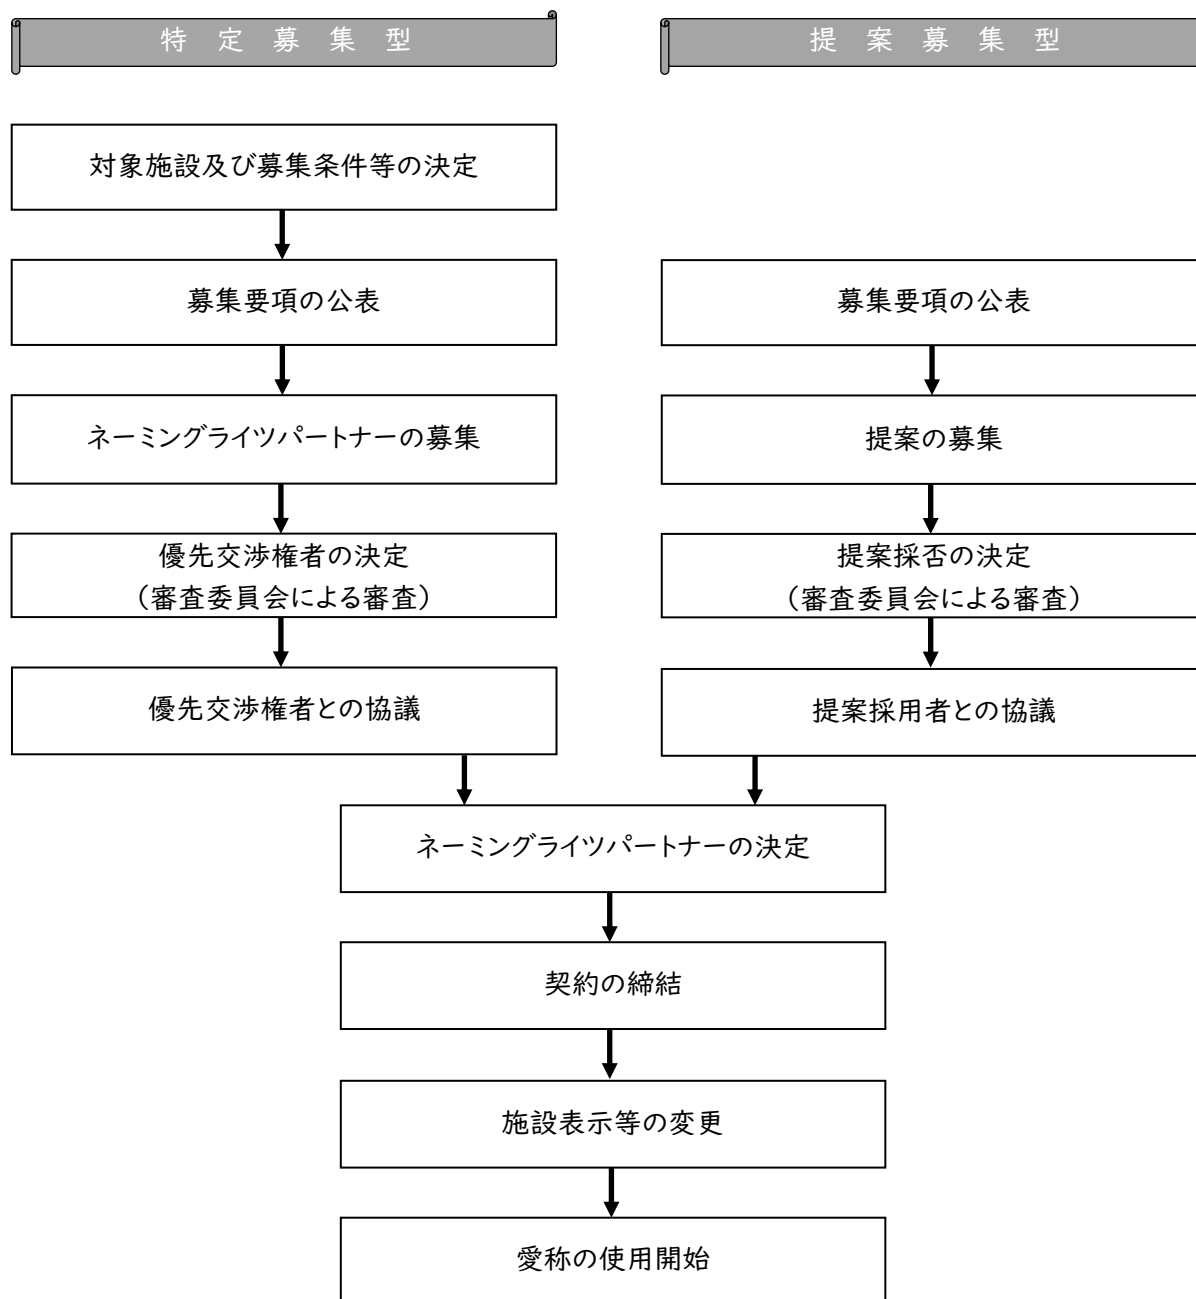 特定募集型
提案募集型
対象施設及び募集条件等の決定
募集要項の公表
募集要項の公表
ネーミングライツパートナーの募集
提案の募集
優先交渉権者の決定
（審査委員会による審査）
提案採否の決定
（審査委員会による審査）
優先交渉権者との協議
提案採用者との協議
ネーミングライツパートナーの決定
契約の締結
施設表示等の変更
愛称の使用開始